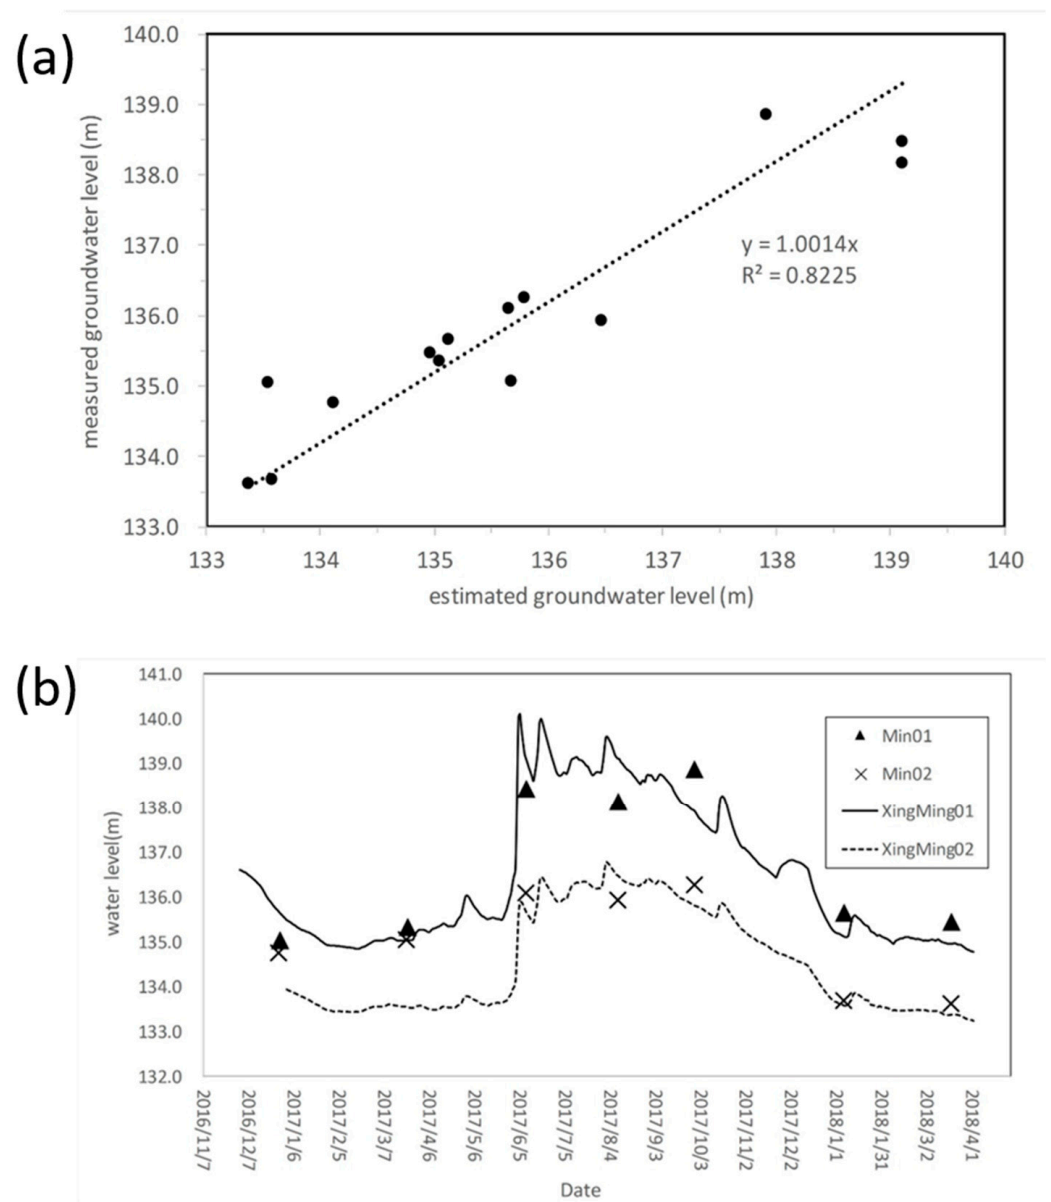 (a)
140.0
139.0
138.0
137.0
136.0
135.0
134.0
133.0
measured groundwater level (m)
y = 1.0014x
R² = 0.8225
133 134 135 136 137 138 139 140
estimated groundwater level (m)
(b)
141.0
140.0
139.0
138.0
137.0
136.0
135.0
134.0
133.0
132.0
water level(m)
Min01
Min02
XingMing01
XingMing02
2016/11/7
2016/12/7
2017/1/6
2017/2/5
2017/3/7
2017/4/6
2017/5/6
2017/6/5
2017/7/5
2017/8/4
2017/9/3
2017/10/3
2017/11/2
2017/12/2
2018/1/1
2018/1/31
2018/3/2
2018/4/1
Date